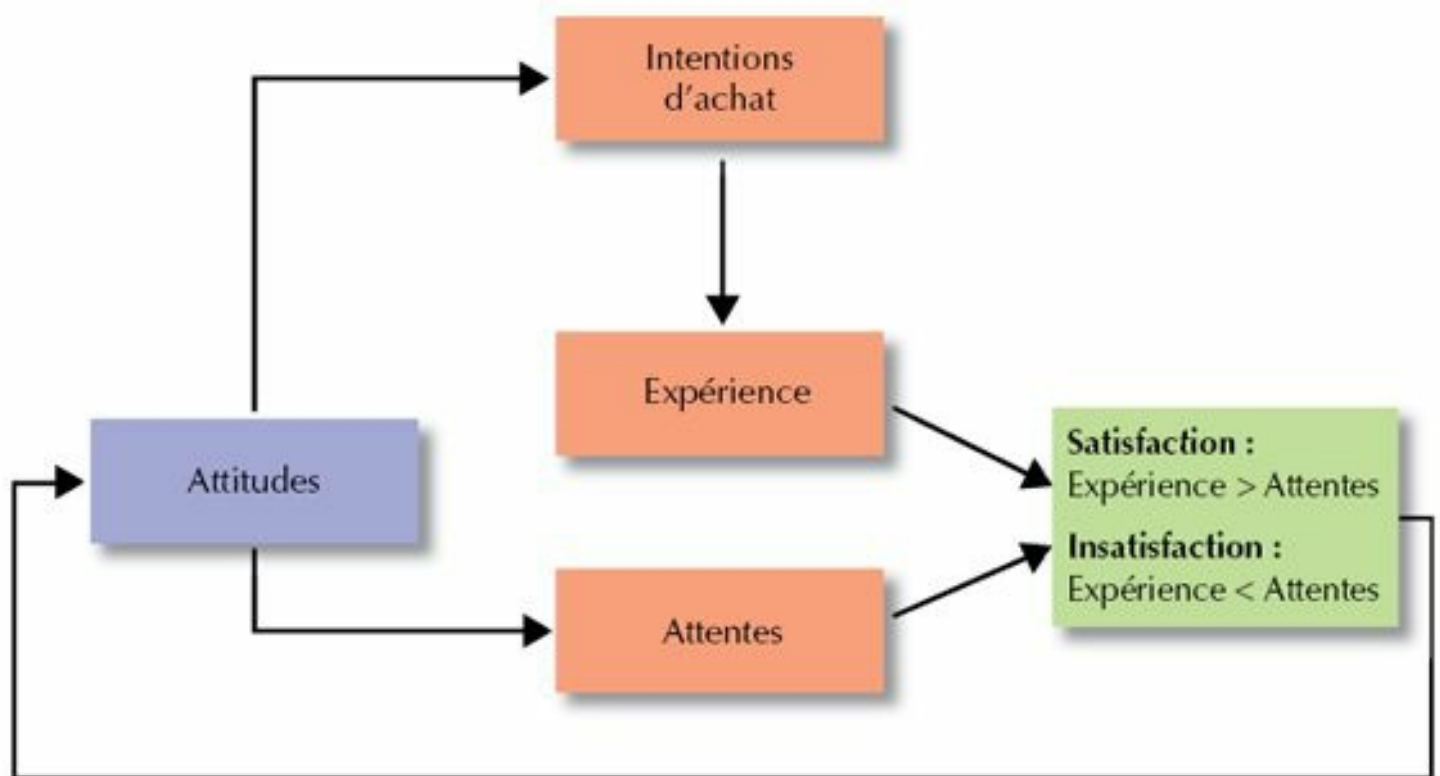 Intentions
d'achat
Expérience
Attitudes
Satisfaction :
Expérience > Attentes
Insatisfaction :
Expérience < Attentes
Attentes